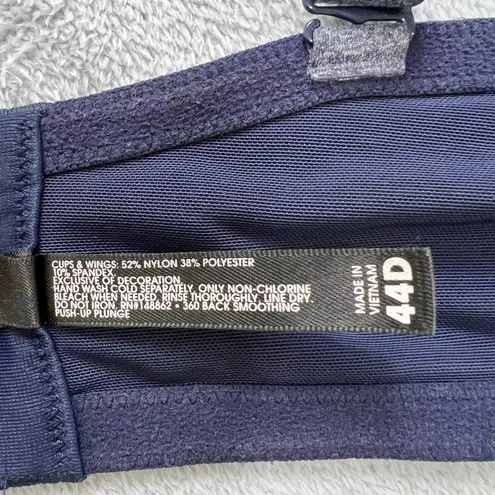 CUPS & WINGS: 52% NYLON 38% POLYESTER
10% SPANDEX
EXCLUSIVE OF DECORATION
HAND WASH COLD SEPARATELY, ONLY NON-CHLORINE
BLEACH WHEN NEEDED, RINSE THOROUGHLY, LINE DRY.
DO NOT IRON, RN#148862 • 360 BACK SMOOTHING
PUSH-UP PLUNGE
MADE IN
VIETNAM
44D